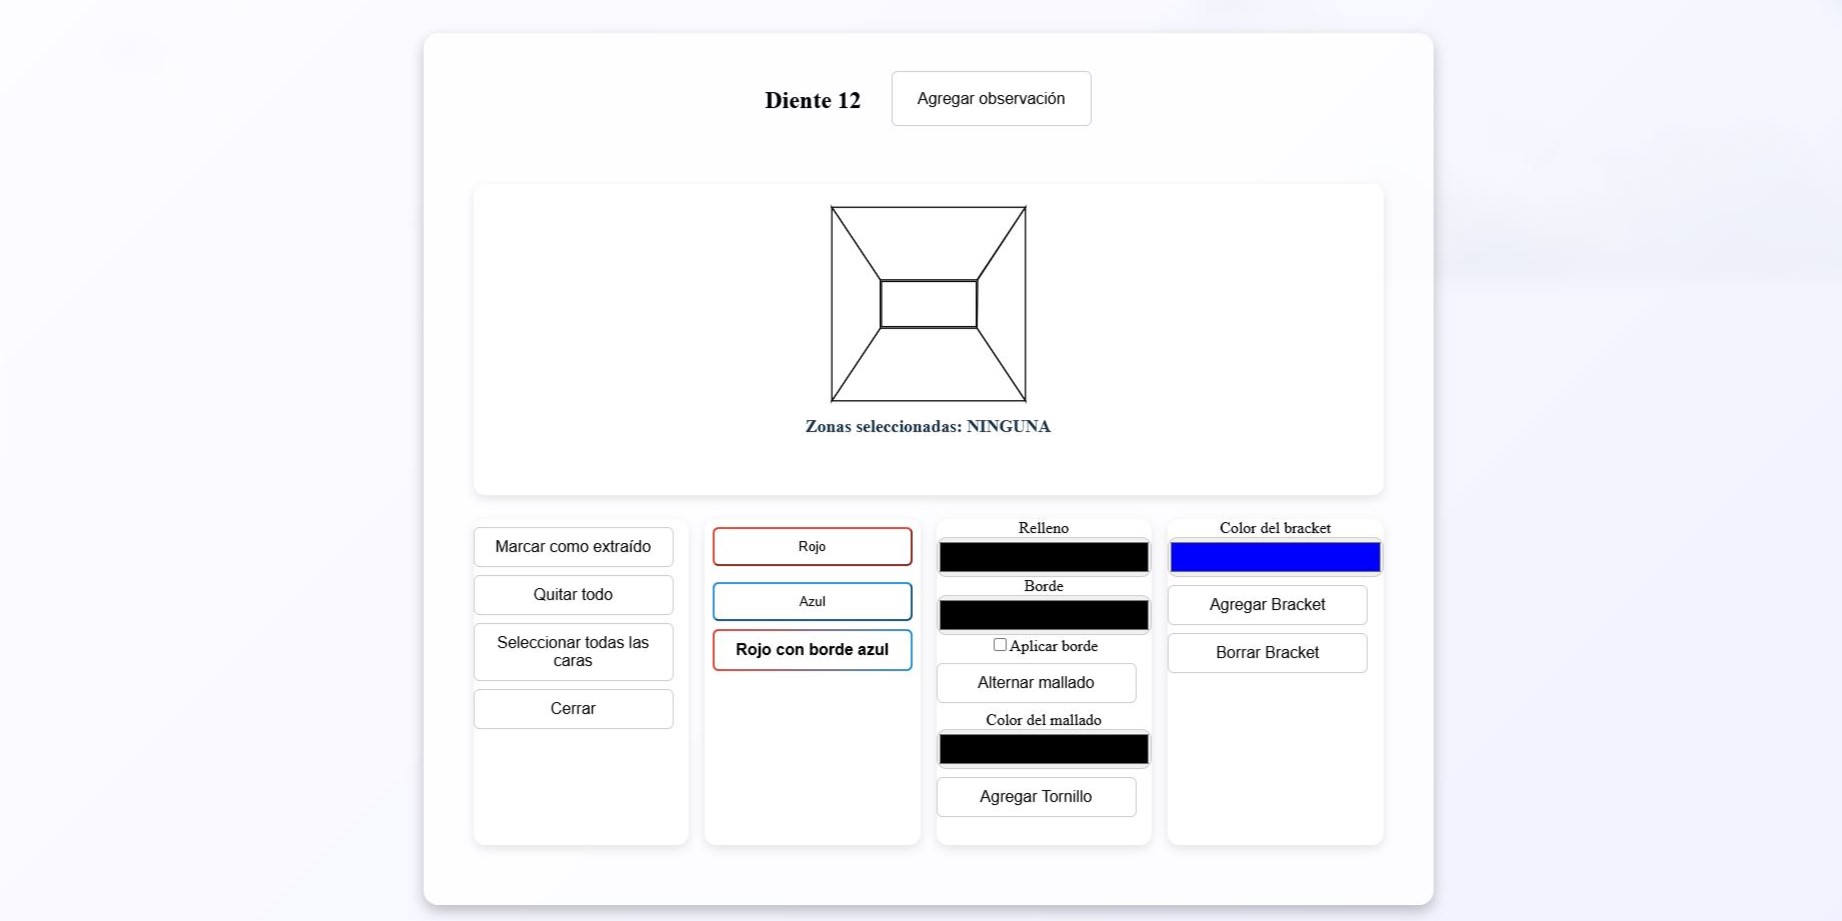 Diente 12
Agregar observación
Zonas seleccionadas: NINGUNA
Marcar como extraído
Quitar todo
Seleccionar todas las
caras
Cerrar
Rojo
Azul
Rojo con borde azul
Relleno
Borde
Aplicar borde
Alternar mallado
Color del mallado
Agregar Tornillo
Color del bracket
Agregar Bracket
Borrar Bracket